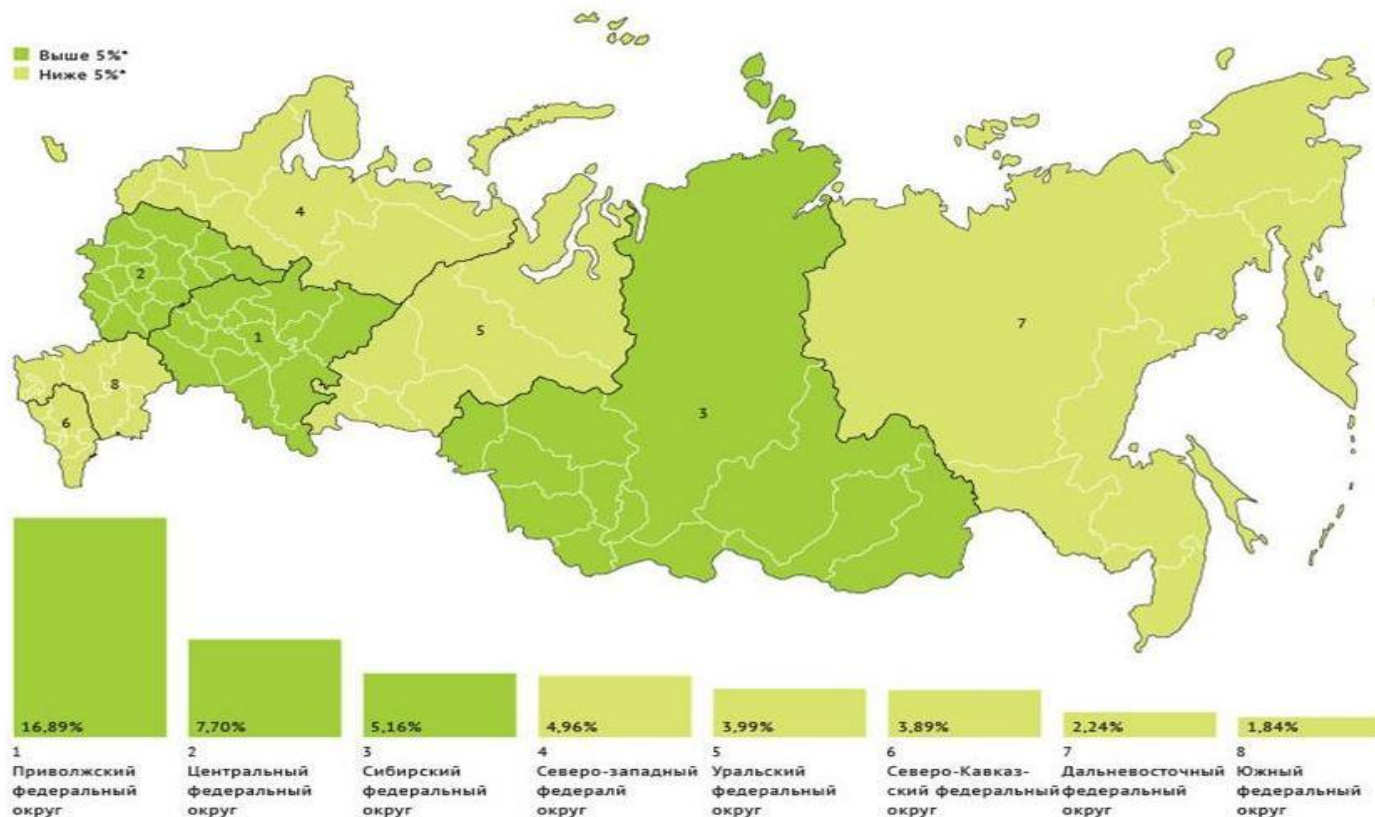 Выше 5%*
Ниже 5%*
4
2
1
5
7
8
6
3
16,89%
7,70%
5,16%
4,96%
3,99%
3,89%
2,24%
1,84%
1
Приволжский
федеральный
округ
2
Центральный
федеральный
округ
3
Сибирский
федеральный
округ
4
Северо-западный
федералй
округ
5
Уральский
федеральный
округ
6
Северо-Кавказ-
ский федеральный
округ
7
Дальневосточный
федеральный
округ
8
Южный
федеральный
округ